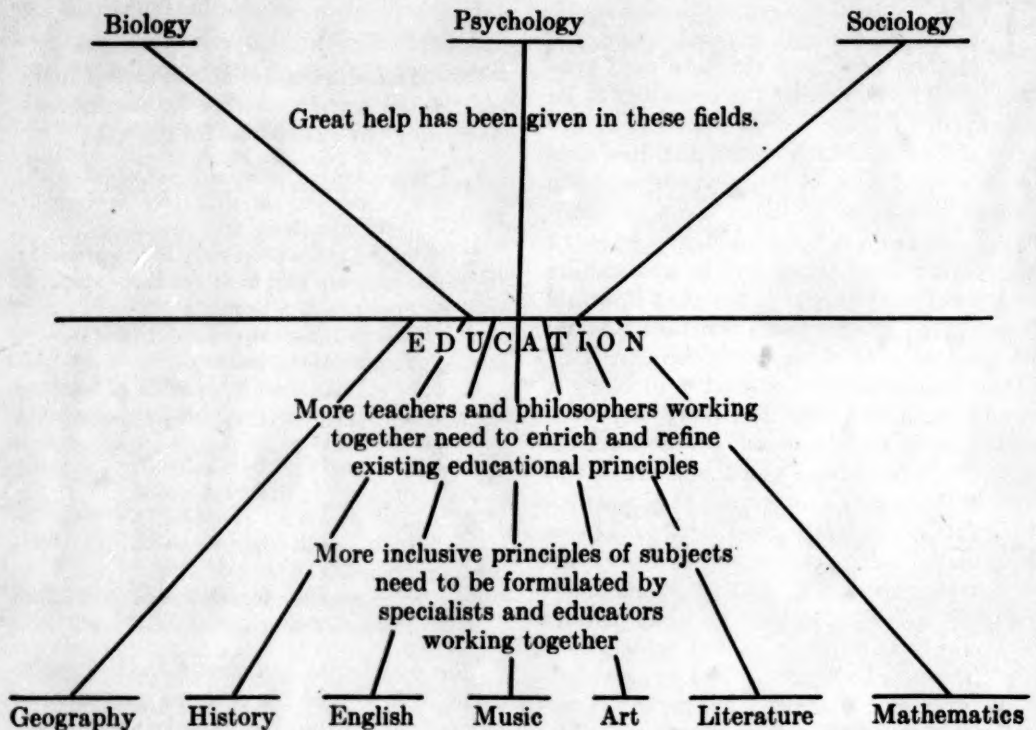 Biology Psychology Sociology
Great help has been given in these fields.
EDUCATION
More teachers and philosophers working
together need to enrich and refine
existing educational principles
More inclusive principles of subjects
need to be formulated by
specialists and educators
working together
Geography History English Music Art Literature Mathematics